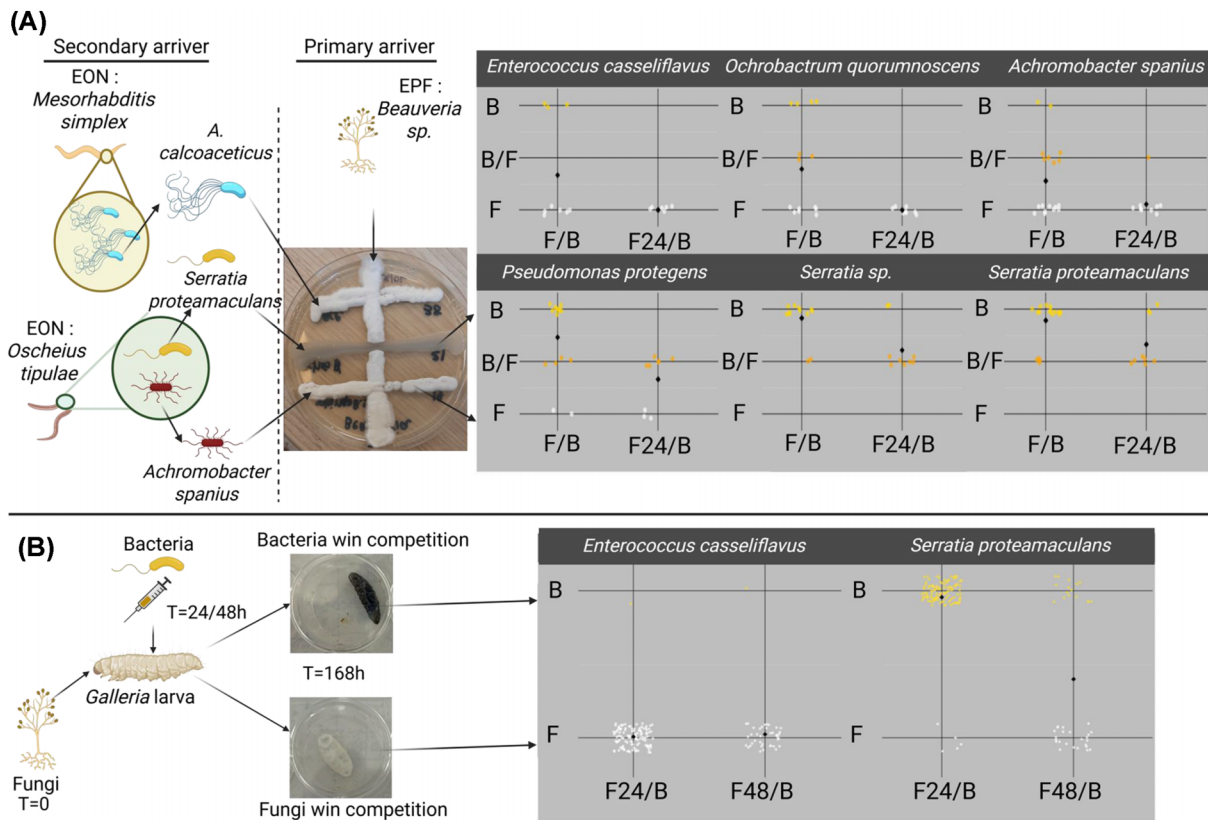 (A)
Secondary arriver
EON :
Mesorhabditis
simplex
A.
calcoaceticus
Serratia
proteamaculans
EON :
Oscheius
tipulae
Achromobacter
spanius
Primary arriver
EPF :
Beauveria
sp.
Enterococcus casseliflavus
Ochrobactrum quorumnoscens
Achromobacter spanius
B
B/F
F
F/B
F24/B
F/B
F24/B
F/B
F24/B
Pseudomonas protegens
Serratia sp.
Serratia proteamaculans
B
B/F
F
B
B/F
F
B
B/F
F
F/B
F24/B
F/B
F24/B
F/B
F24/B
(B)
Bacteria
T=24/48h
Galleria larva
Fungi
T=0
Bacteria win competition
T=168h
Fungi win competition
Enterococcus casseliflavus
Serratia proteamaculans
B
F
B
F
F24/B
F48/B
F24/B
F48/B